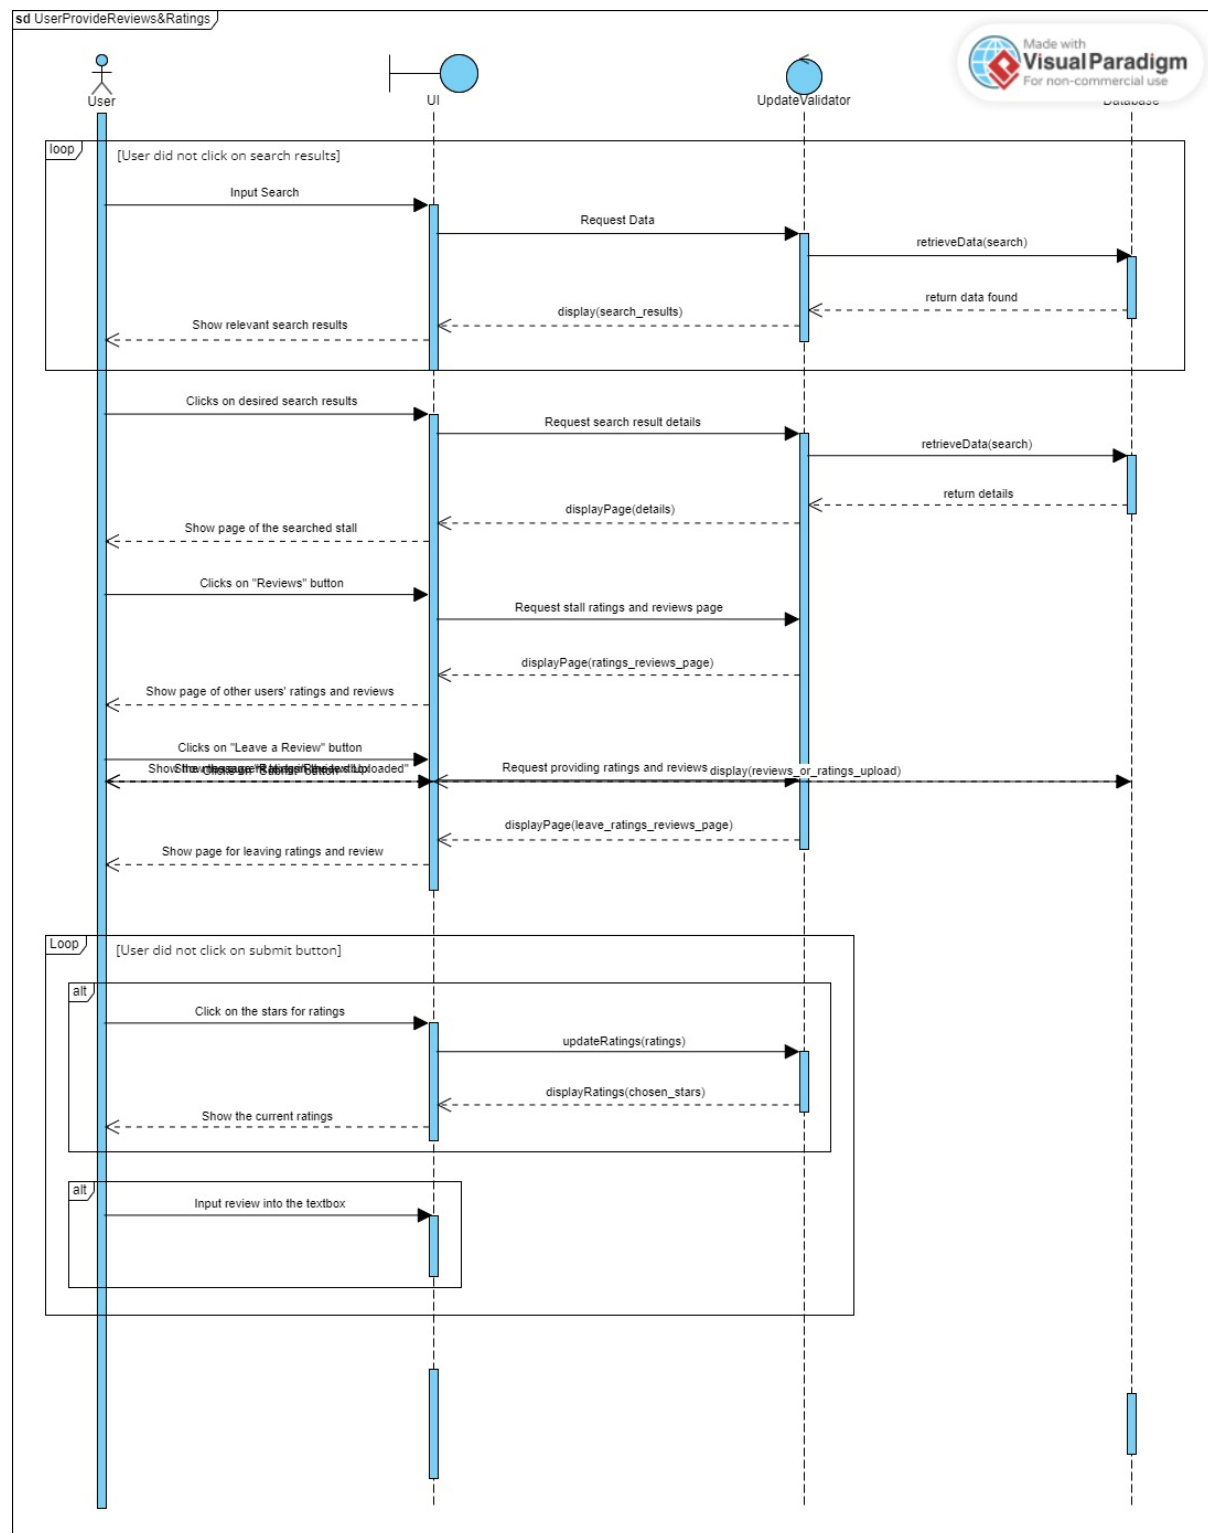 sd UserProvideReviews&Ratings
Made with
VisualParadigm
For non-commercial use
User
UI
UpdateValidator
Database
loop
[User did not click on search results]
Input Search
Request Data
retrieveData(search)
return data found
display(search_results)
Show relevant search results
Clicks on desired search results
Request search result details
retrieveData(search)
return details
displayPage(details)
Show page of the searched stall
Clicks on "Reviews" button
Request stall ratings and reviews page
displayPage(ratings_reviews_page)
Show page of other users' ratings and reviews
Clicks on "Leave a Review" button
Request providing ratings and reviews
display(reviews_or_ratings_upload)
displayPage(leave_ratings_reviews_page)
Show page for leaving ratings and review
Loop
[User did not click on submit button]
alt
Click on the stars for ratings
updateRatings(ratings)
displayRatings(chosen_stars)
Show the current ratings
alt
Input review into the textbox